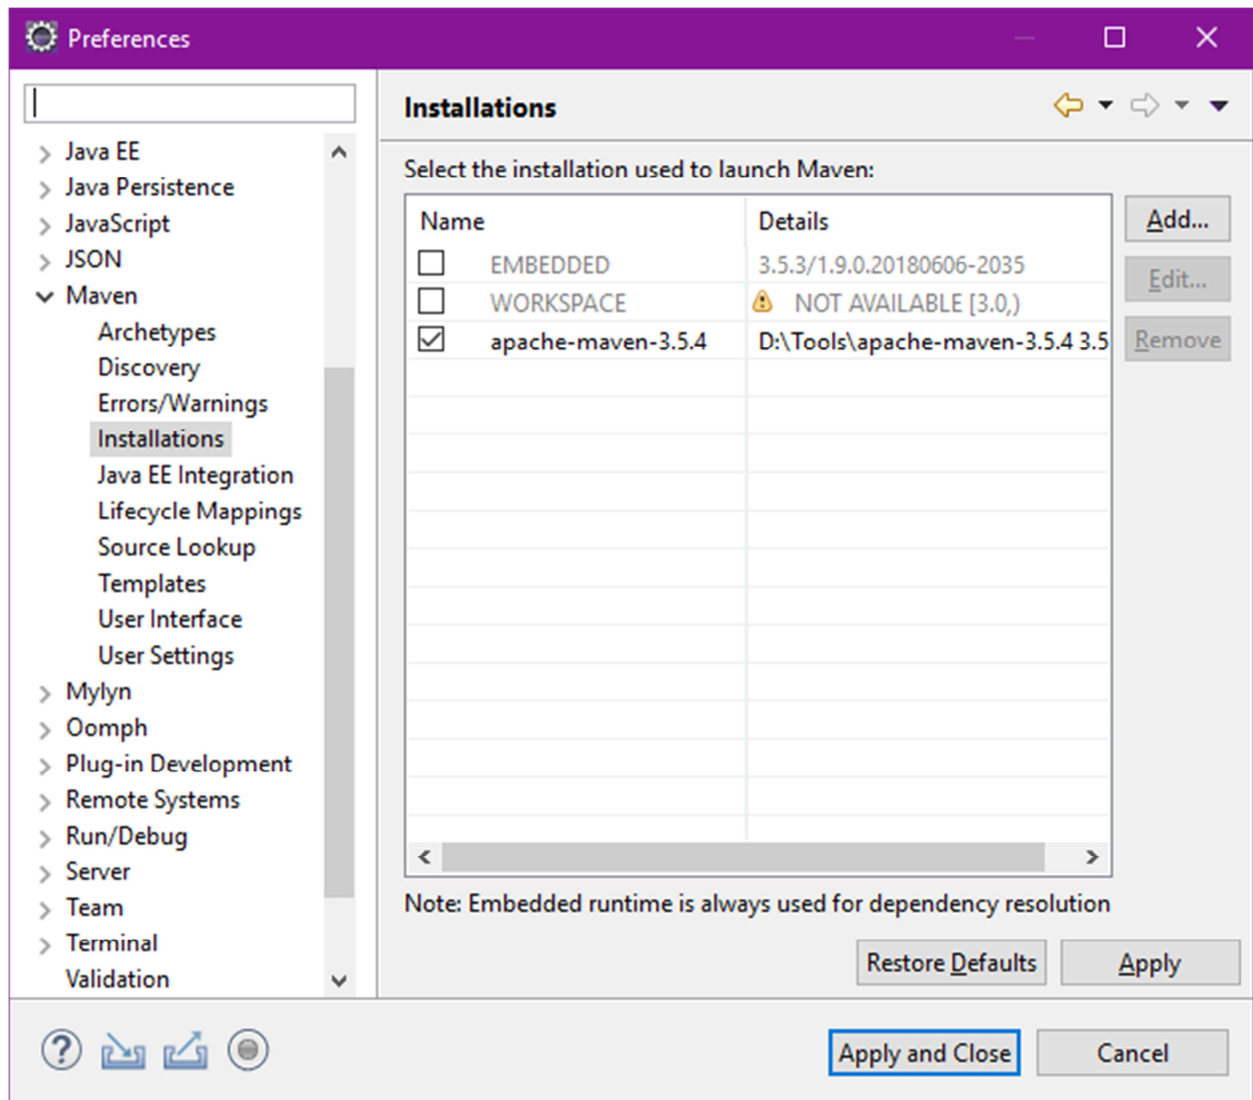 Preferences
Installations
Java EE
Java Persistence
JavaScript
JSON
Maven
Archetypes
Discovery
Errors/Warnings
Installations
Java EE Integration
Lifecycle Mappings
Source Lookup
Templates
User Interface
User Settings
Mylyn
Oomph
Plug-in Development
Remote Systems
Run/Debug
Server
Team
Terminal
Validation
Select the installation used to launch Maven:
Name Details
EMBEDDED 3.5.3/1.9.0.20180606-2035
WORKSPACE NOT AVAILABLE [3.0,)
apache-maven-3.5.4 D:\Tools\apache-maven-3.5.4 3.5
Add...
Edit...
Remove
Note: Embedded runtime is always used for dependency resolution
Restore Defaults Apply
Apply and Close Cancel